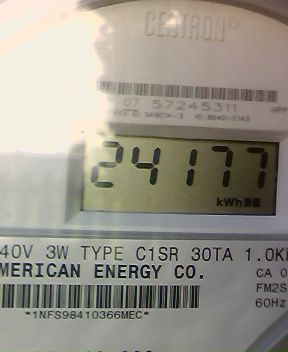 CENTRON®
07 57245311
24177
kWh
40V 3W TYPE C1SR 30TA 1.0K
MERICAN ENERGY CO.
CA 0
FM2S
60Hz
*1NFS98410366MEC*